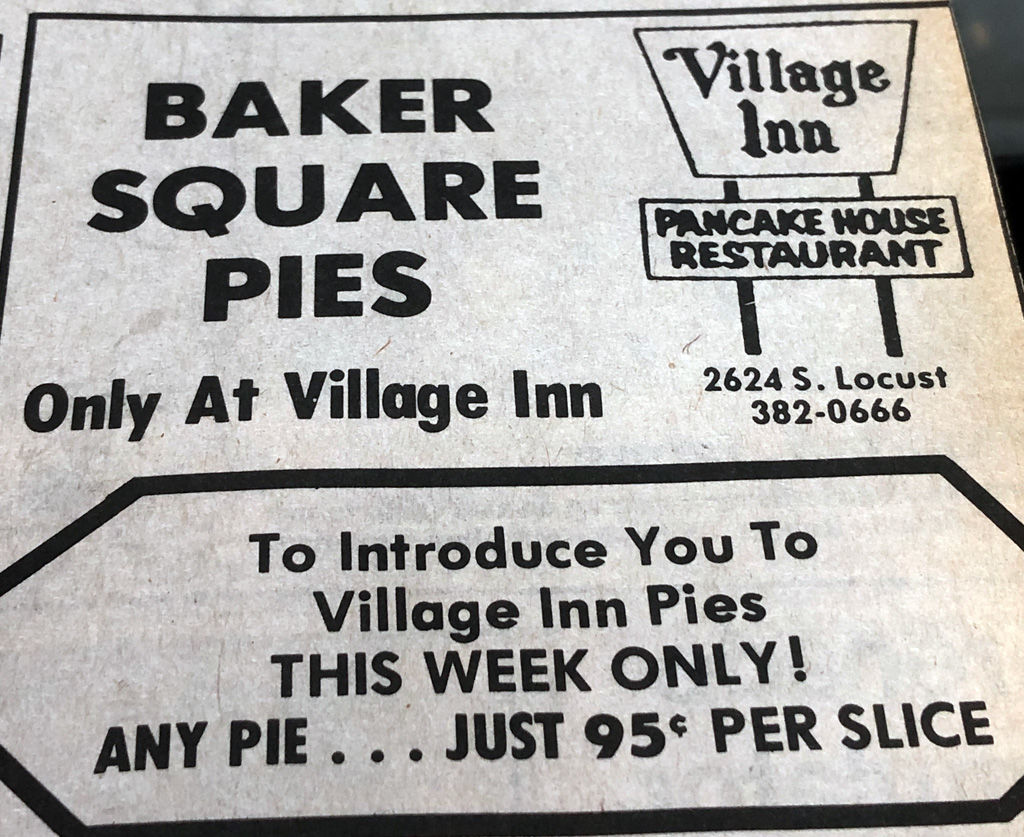 BAKER
SQUARE
PIES
Only At Village Inn
Village
Inn
PANCAKE HOUSE
RESTAURANT
2624 S. Locust
382-0666
To Introduce You To
Village Inn Pies
THIS WEEK ONLY!
ANY PIE . . . JUST 95¢ PER SLICE